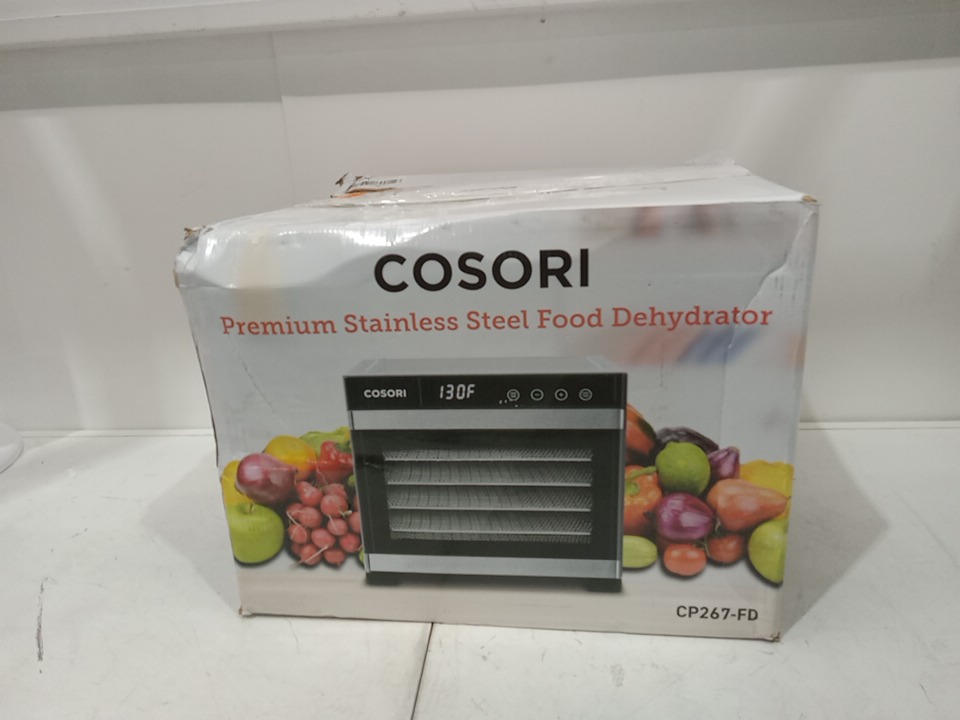 COSORI
Premium Stainless Steel Food Dehydrator
COSORI 130F
CP267-FD